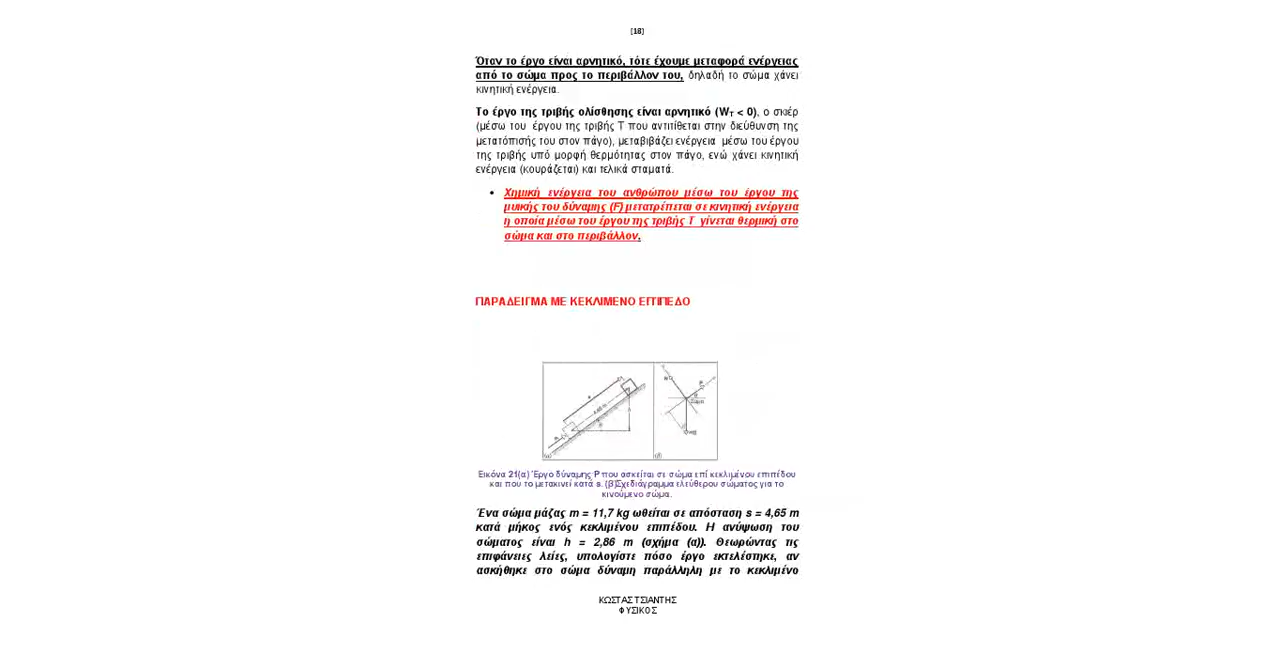 [18]
Όταν το έργο είναι αρνητικό, τότε έχουμε μεταφορά ενέργειας
από το σώμα προς το περιβάλλον του, δηλαδή το σώμα χάνει
κινητική ενέργεια.
Το έργο της τριβής ολίσθησης είναι αρνητικό (WT < 0), ο σκιέρ
(μέσω του έργου της τριβής Τ που αντιτίθεται στην διεύθυνση της
μετατόπισής του στον πάγο), μεταβιβάζει ενέργεια μέσω του έργου
της τριβής υπό μορφή θερμότητας στον πάγο, ενώ χάνει κινητική
ενέργεια (κουράζεται) και τελικά σταματά.
• Χημική ενέργεια του ανθρώπου μέσω του έργου της
μυικής του δύναμης (F) μετατρέπεται σε κινητική ενέργεια
η οποία μέσω του έργου της τριβής Τ γίνεται θερμική στο
σώμα και στο περιβάλλον.
ΠΑΡΑΔΕΙΓΜΑ ΜΕ ΚΕΚΛΙΜΕΝΟ ΕΠΙΠΕΔΟ
Εικόνα 21(α) Έργο δύναμης P που ασκείται σε σώμα επί κεκλιμένου επιπέδου
και που το μετακινεί κατά s. (β)Σχεδιάγραμμα ελεύθερου σώματος για το
κινούμενο σώμα.
Ένα σώμα μάζας m = 11,7 kg ωθείται σε απόσταση s = 4,65 m
κατά μήκος ενός κεκλιμένου επιπέδου. Η ανύψωση του
σώματος είναι h = 2,86 m (σχήμα (α)). Θεωρώντας τις
επιφάνειες λείες, υπολογίστε πόσο έργο εκτελέστηκε, αν
ασκήθηκε στο σώμα δύναμη παράλληλη με το κεκλιμένο
ΚΩΣΤΑΣ ΤΣΙΑΝΤΗΣ
ΦΥΣΙΚΟΣ